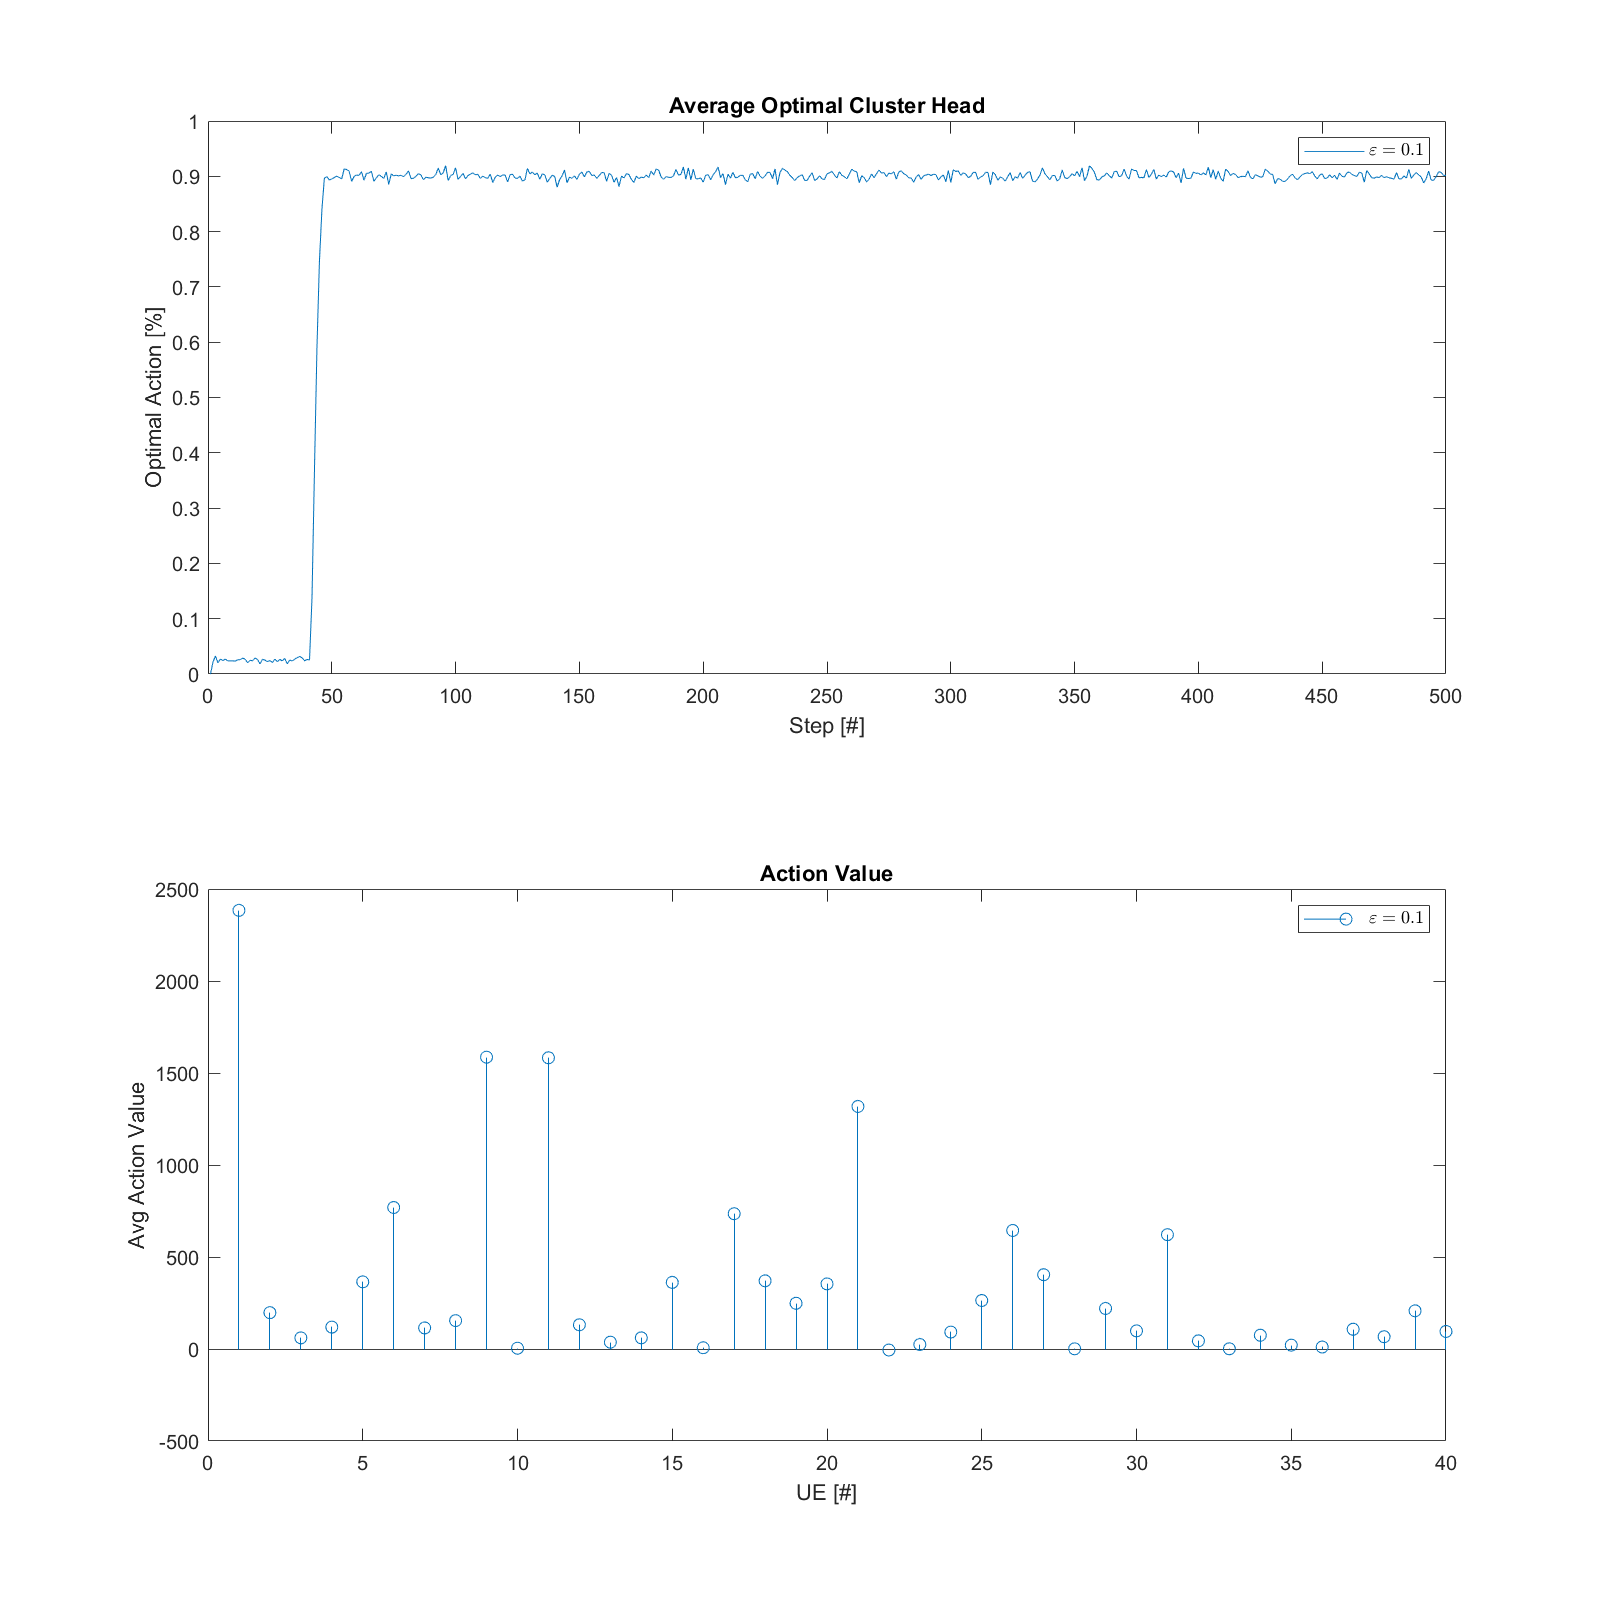 Average Optimal Cluster Head
ε = 0.1
1
0.9
0.8
0.7
0.6
0.5
0.4
0.3
0.2
0.1
0
Optimal Action [%]
0 50 100 150 200 250 300 350 400 450 500
Step [#]
Action Value
ε = 0.1
2500
2000
1500
1000
500
0
-500
Avg Action Value
0 5 10 15 20 25 30 35 40
UE [#]